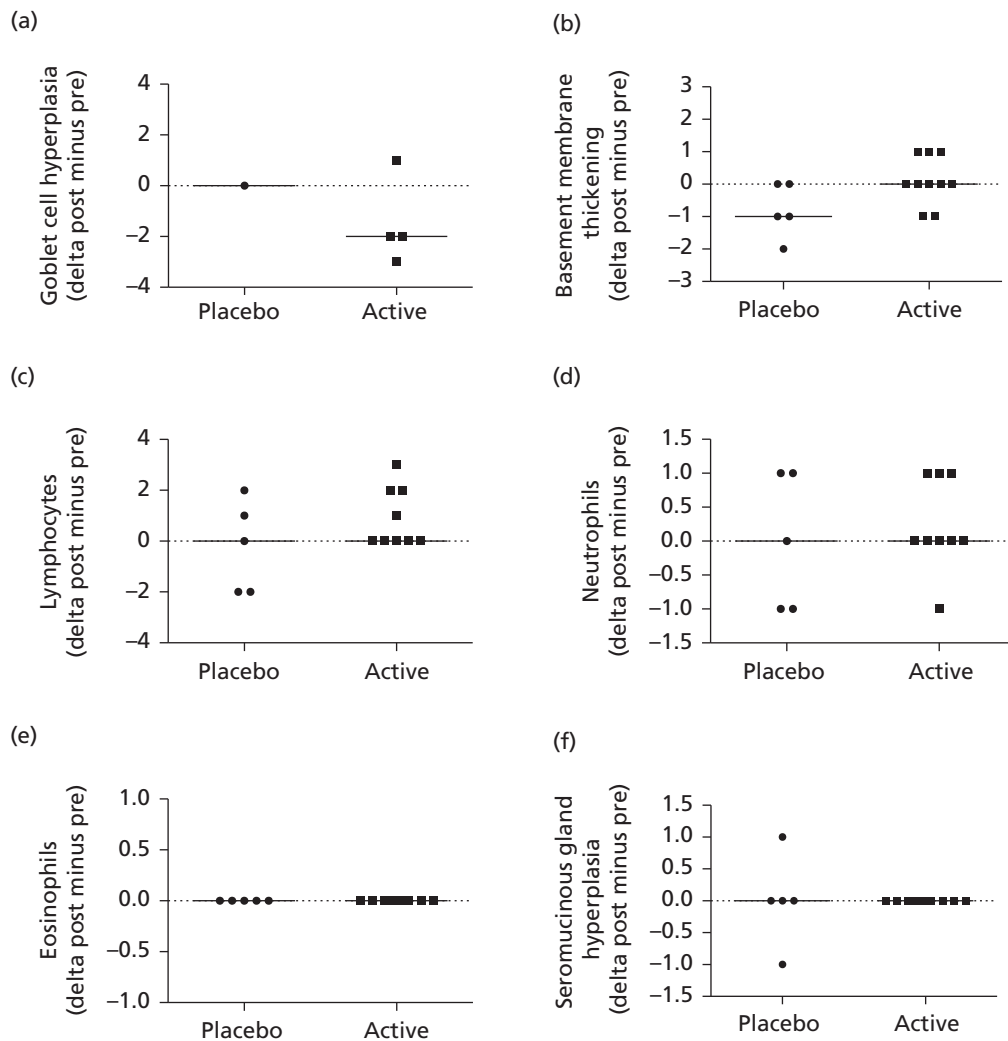 (a)
Goblet cell hyperplasia
(delta post minus pre)
4
2
0
−2
−4
Placebo
Active
(b)
Basement membrane
thickening
(delta post minus pre)
3
2
1
0
−1
−2
−3
Placebo
Active
(c)
Lymphocytes
(delta post minus pre)
4
2
0
−2
−4
Placebo
Active
(d)
Neutrophils
(delta post minus pre)
1.5
1.0
0.5
0.0
−0.5
−1.0
−1.5
Placebo
Active
(e)
Eosinophils
(delta post minus pre)
1.0
0.5
0.0
−0.5
−1.0
Placebo
Active
(f)
Seromucinous gland
hyperplasia
(delta post minus pre)
1.5
1.0
0.5
0.0
−0.5
−1.0
−1.5
Placebo
Active